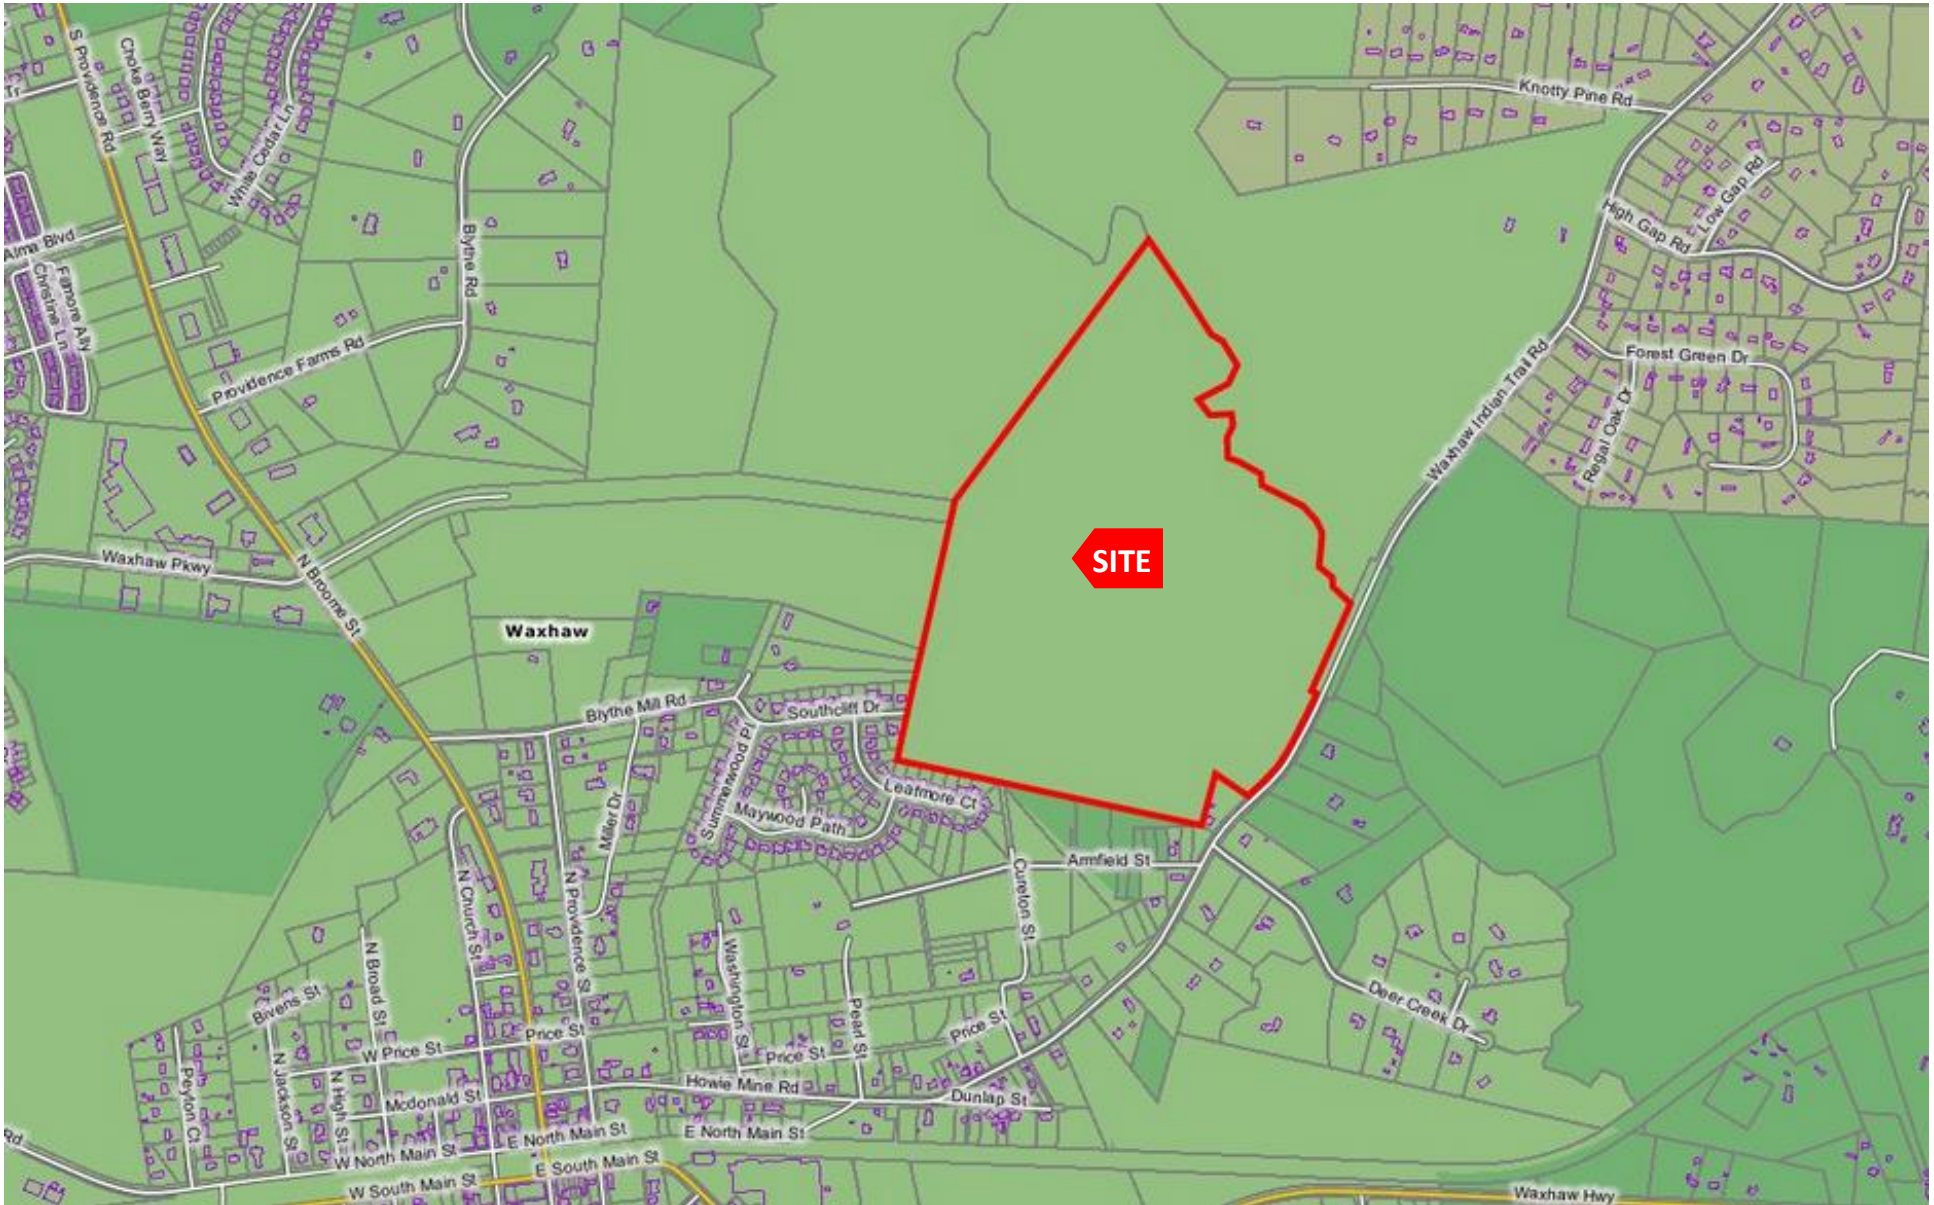 S Providence Rd
Choke Berry Way
White Cedar Ln
Tr
Alma Blvd
Filmore Ally
Christine Ln
Blythe Rd
Providence Farms Rd
Knotty Pine Rd
Low Gap Rd
High Gap Rd
Forest Green Dr
Regal Oak Dr
Waxhaw Indian Trail Rd
Waxhaw Pkwy
N Broome St
SITE
Waxhaw
Blythe Mill Rd
Southcliff Dr
Summerwood Pl
Miller Dr
Leafmore Ct
Maywood Path
Armfield St
Cureton St
N Church St
N Providence St
N Broad St
Washington St
Pearl St
Deer Creek Dr
Bivens St
Price St
Price St
Price St
W Price St
Peyton Ct
N Jackson St
N High St
Mcdonald St
Howie Mine Rd
Dunlap St
E North Main St
E North Main St
W North Main St
E South Main St
W South Main St
Rd
Waxhaw Hwy